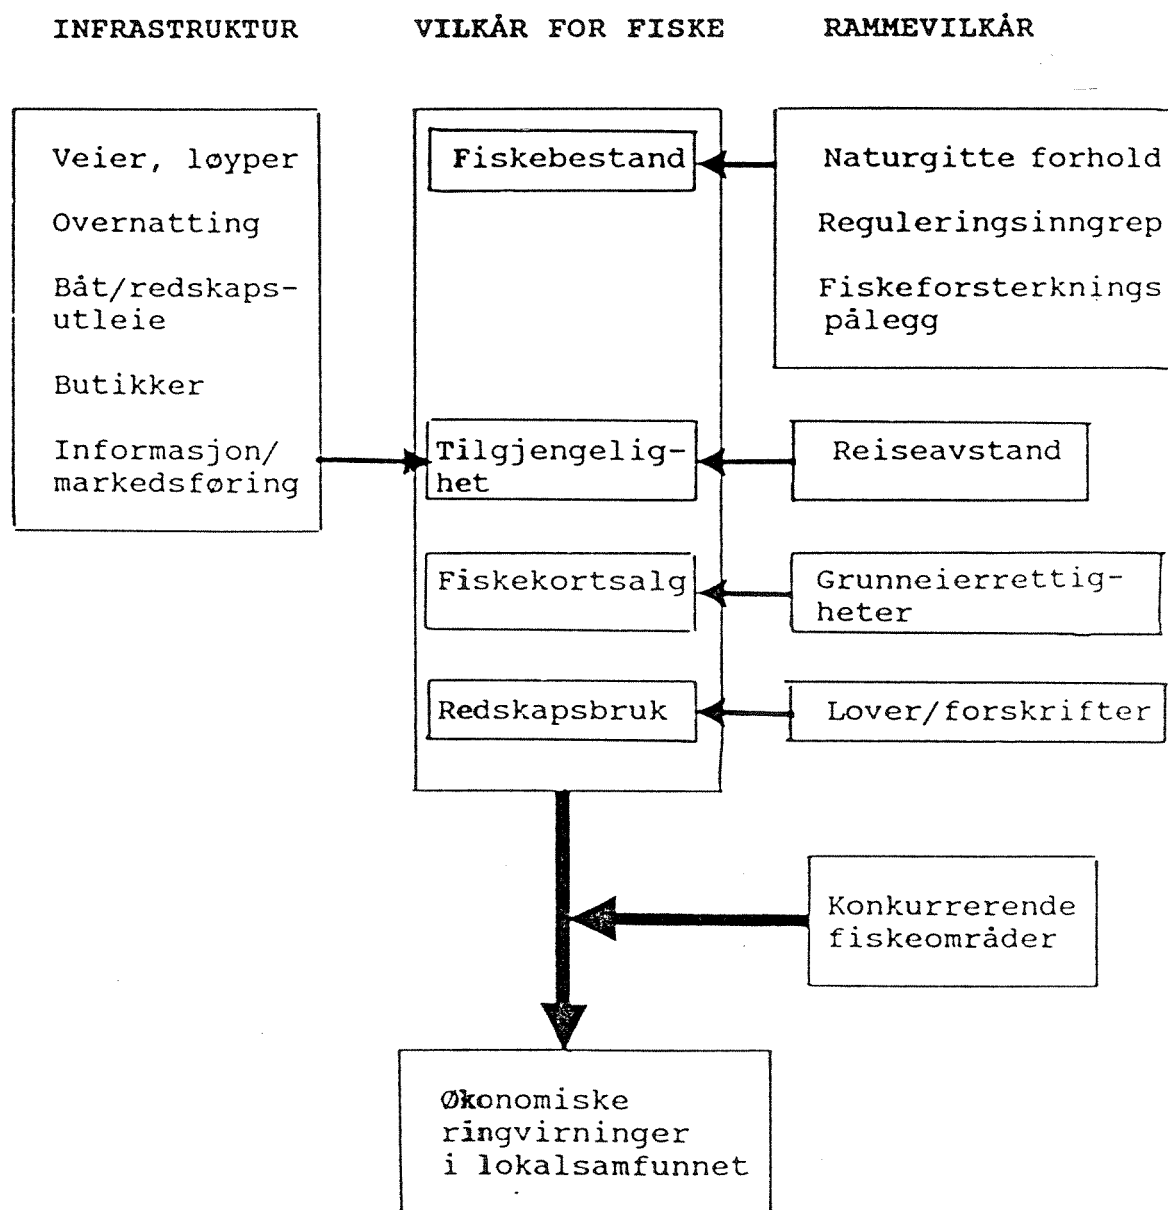 INFRASTRUKTUR
VILKÅR FOR FISKE
RAMMEVILKÅR
Veier, løyper
Overnatting
Båt/redskaps-
utleie
Butikker
Informasjon/
markedsføring
Fiskebestand
Tilgjengelig-
het
Fiskekortsalg
Redskapsbruk
Naturgitte forhold
Reguleringsinngrep
Fiskeforsterknings
pålegg
Reiseavstand
Grunneierrettig-
heter
Lover/forskrifter
Konkurrerende
fiskeområder
Økonomiske
ringvirninger
i lokalsamfunnet